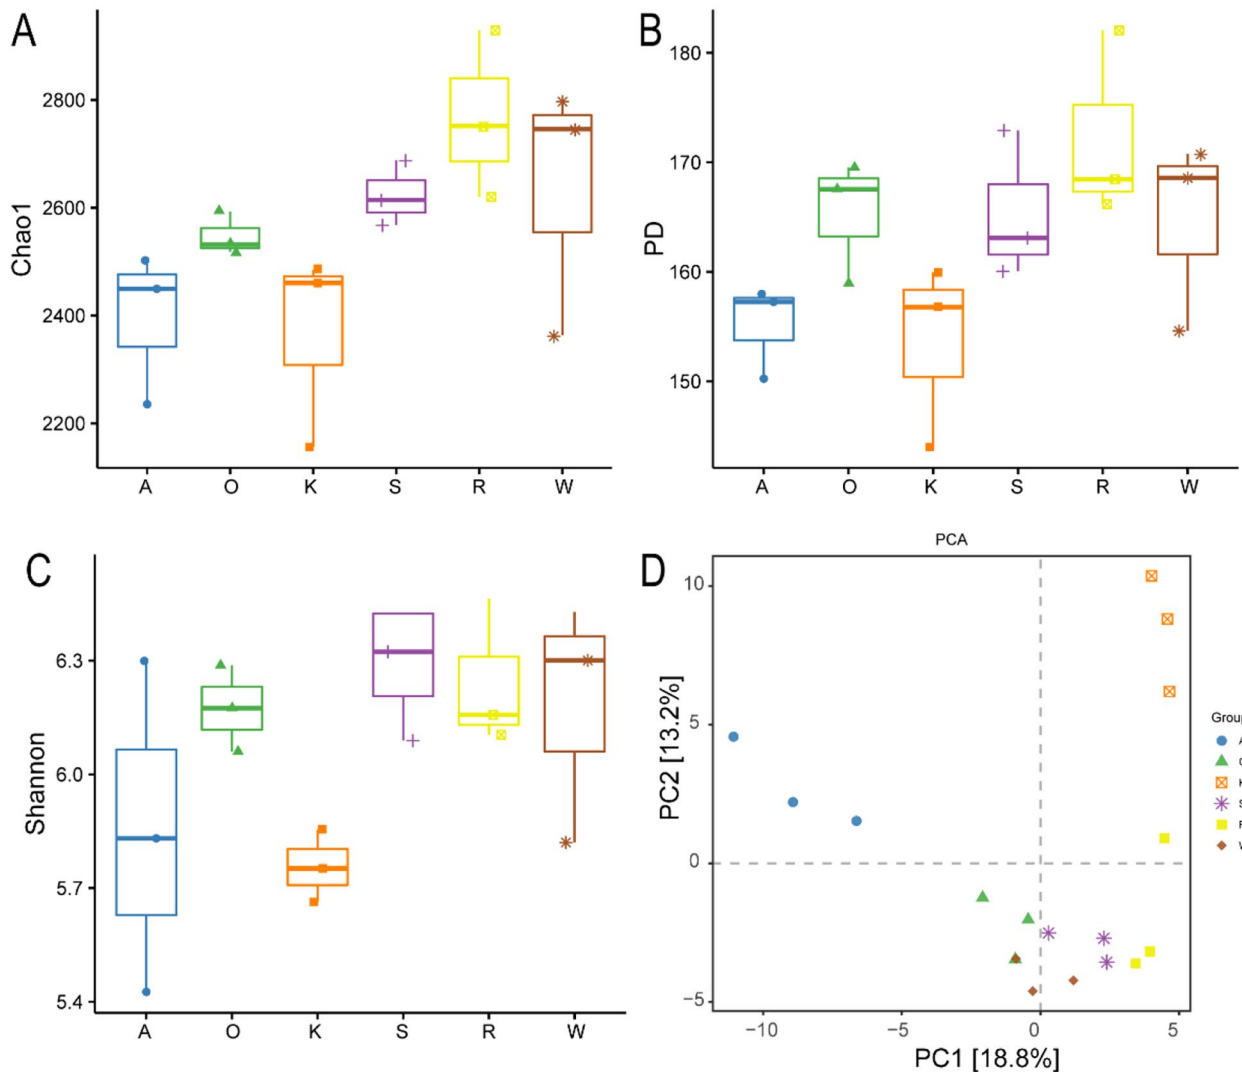 A
Chao1
2800
2600
2400
2200
A O K S R W
B
PD
180
170
160
150
A O K S R W
C
Shannon
6.3
6.0
5.7
5.4
A O K S R W
D
PCA
PC2 [13.2%]
10
5
0
−5
−10 −5 0 5
PC1 [18.8%]
Group
A
K
S
W